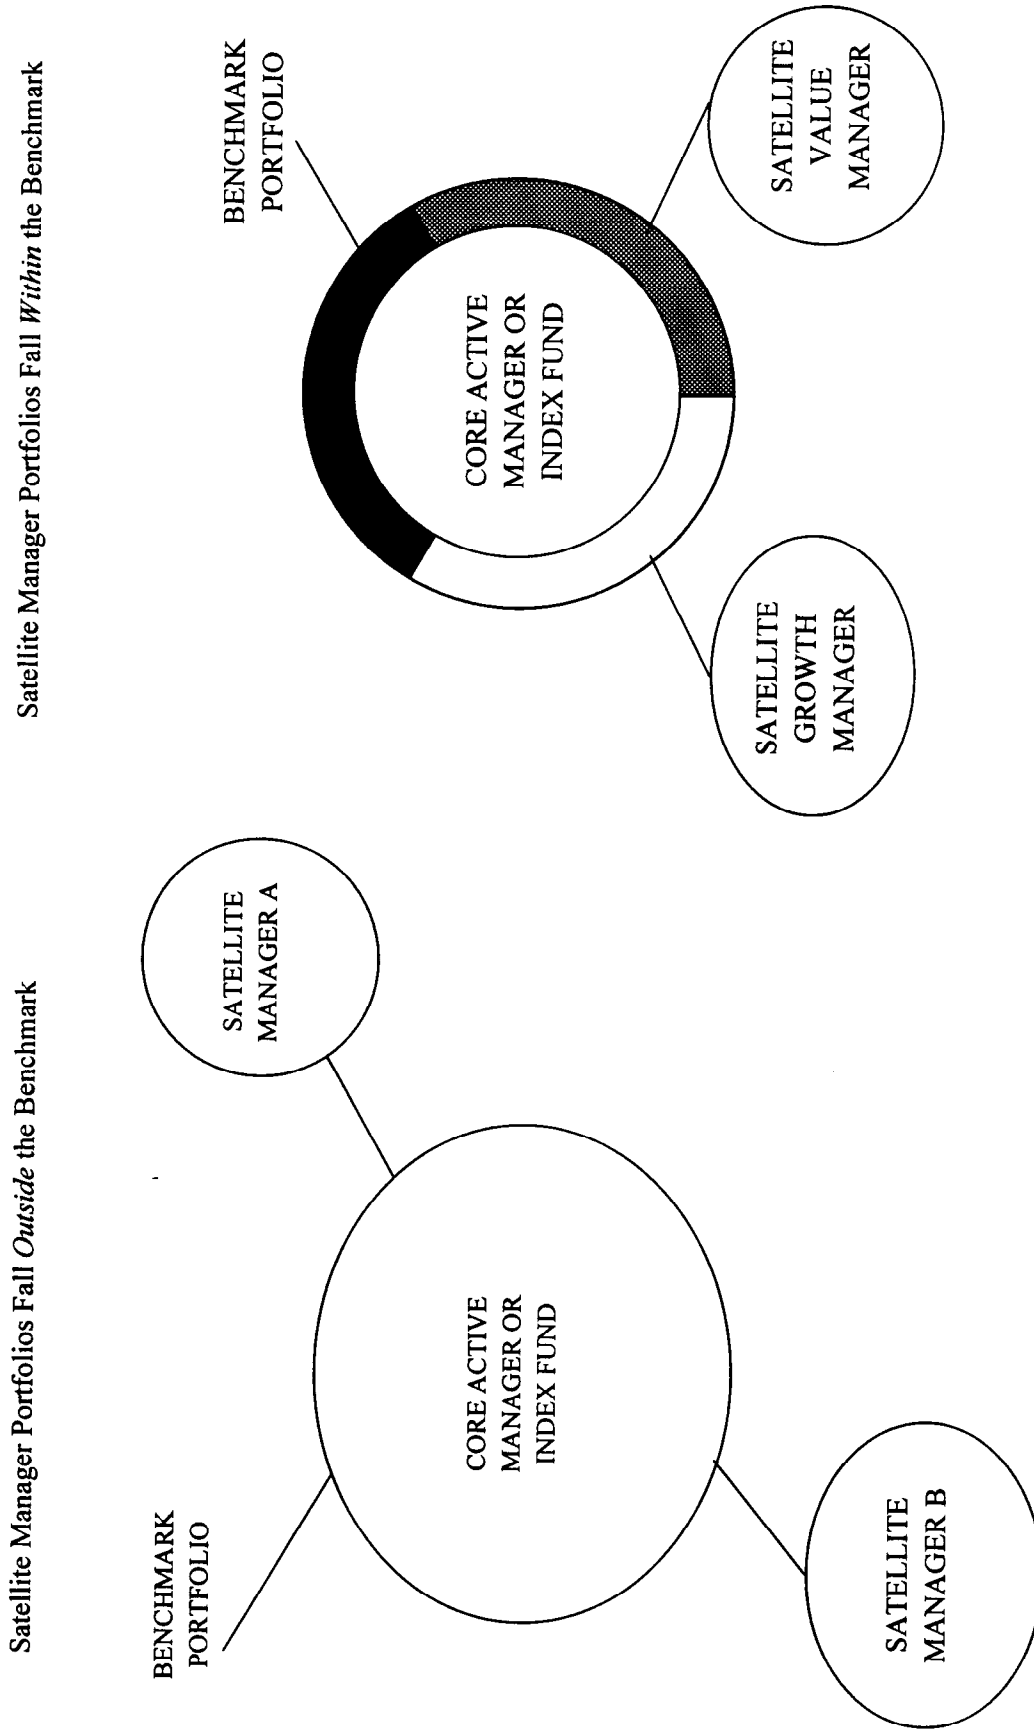 Satellite Manager Portfolios Fall Outside the Benchmark
BENCHMARK
PORTFOLIO
CORE ACTIVE
MANAGER OR
INDEX FUND
SATELLITE
MANAGER A
SATELLITE
MANAGER B
Satellite Manager Portfolios Fall Within the Benchmark
BENCHMARK
PORTFOLIO
CORE ACTIVE
MANAGER OR
INDEX FUND
SATELLITE
GROWTH
MANAGER
SATELLITE
VALUE
MANAGER